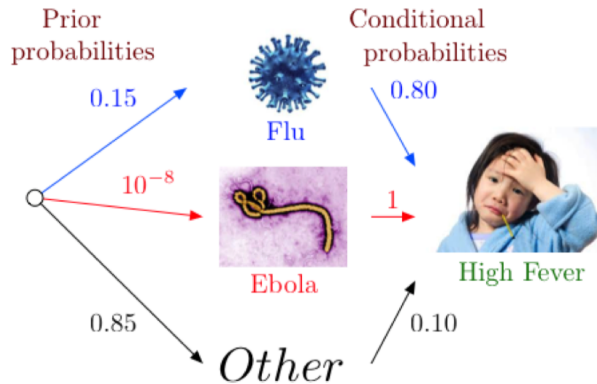 Prior
probabilities
Conditional
probabilities
0.15
Flu
0.80
10⁻⁸
1
Ebola
High Fever
0.85
0.10
Other